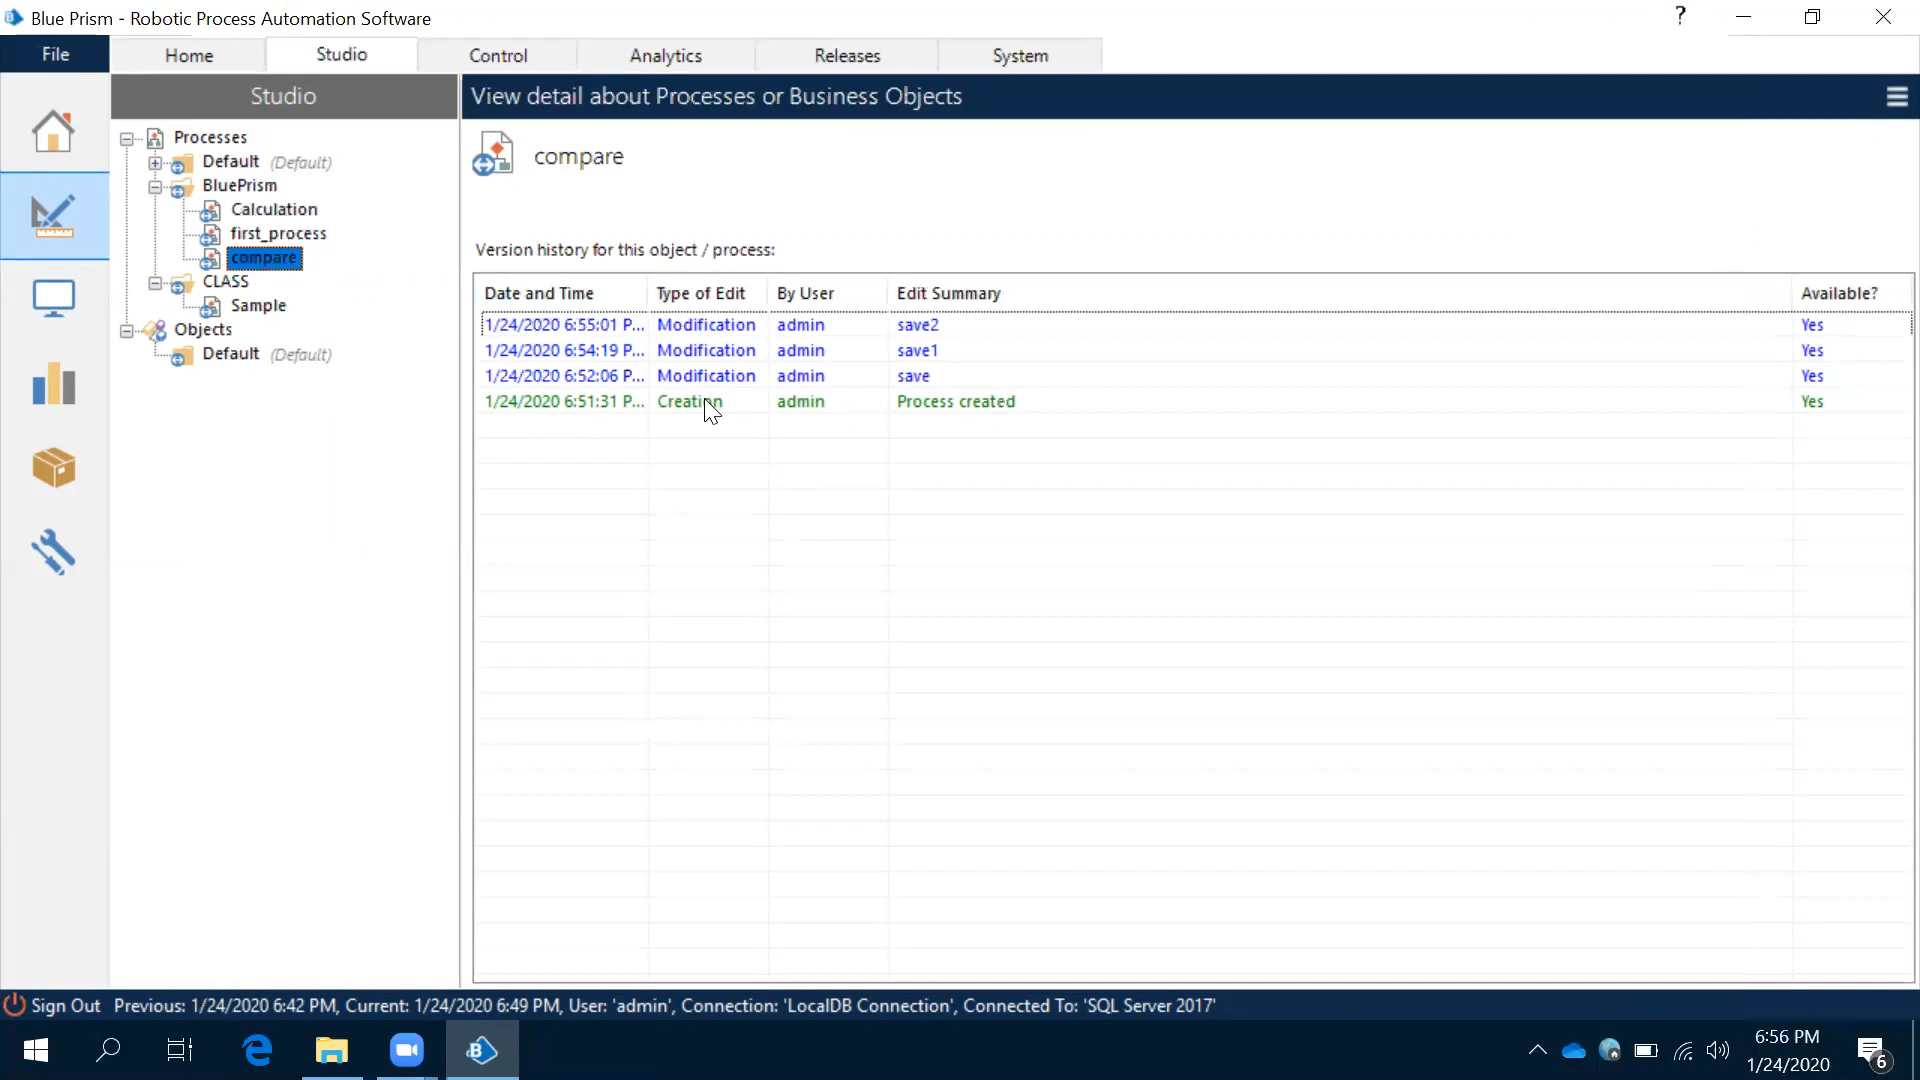 Blue Prism - Robotic Process Automation Software
?
File
Home
Studio
Control
Analytics
Releases
System
Studio
View detail about Processes or Business Objects
Processes
Default (Default)
BluePrism
Calculation
first_process
compare
CLASS
Sample
Objects
Default (Default)
compare
Version history for this object / process:
Date and Time Type of Edit By User Edit Summary Available?
1/24/2020 6:55:01 P... Modification admin save2 Yes
1/24/2020 6:54:19 P... Modification admin save1 Yes
1/24/2020 6:52:06 P... Modification admin save Yes
1/24/2020 6:51:31 P... Creation admin Process created Yes
Sign Out Previous: 1/24/2020 6:42 PM, Current: 1/24/2020 6:49 PM, User: 'admin', Connection: 'LocalDB Connection', Connected To: 'SQL Server 2017'
B
6:56 PM
1/24/2020
6